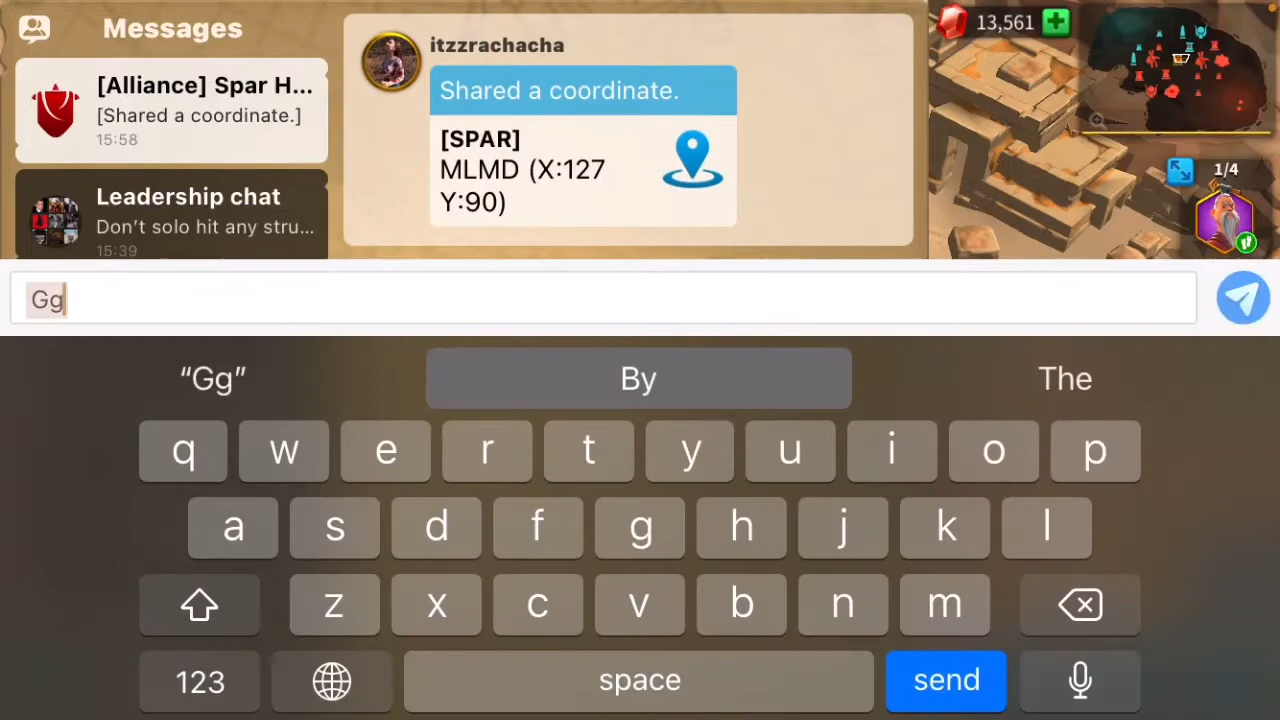 Messages
[Alliance] Spar H...
[Shared a coordinate.]
15:58
Leadership chat
Don't solo hit any stru...
15:39
itzzrachacha
Shared a coordinate.
[SPAR]
MLMD (X:127
Y:90)
13,561
1/4
Gg
“Gg” By The
q w e r t y u i o p
a s d f g h j k l
z x c v b n m
123 space send